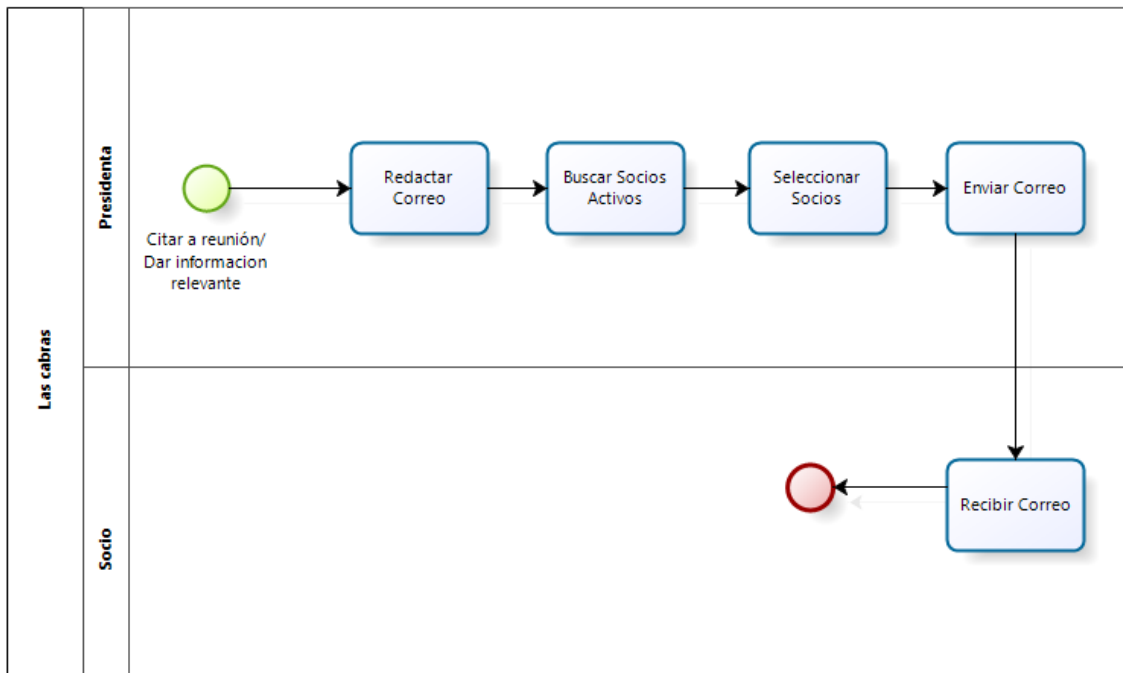 Las cabras
Presidenta
Citar a reunión/
Dar informacion
relevante
Redactar
Correo
Buscar Socios
Activos
Seleccionar
Socios
Enviar Correo
Socio
Recibir Correo